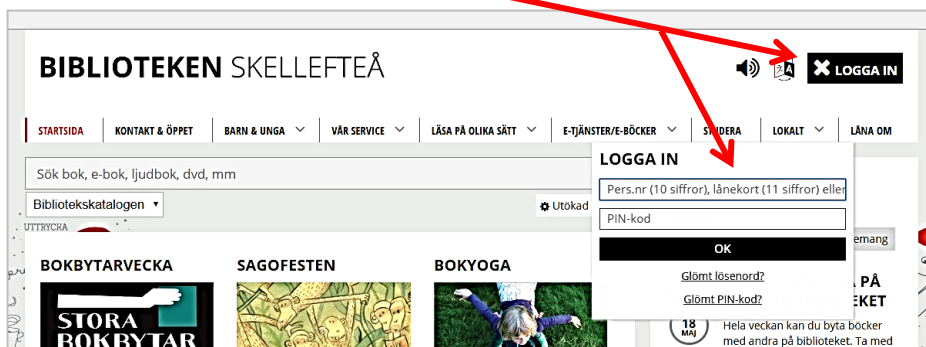 BIBLIOTEKEN SKELLEFTEÅ
LOGGA IN
STARTSIDA KONTAKT & ÖPPET BARN & UNGA VÅR SERVICE LÄSA PÅ OLIKA SÄTT E-TJÄNSTER/E-BÖCKER LOKALT LÅNA OM
Sök bok, e-bok, ljudbok, dvd, mm
Bibliotekskatalogen
Utökad
LOGGA IN
Pers.nr (10 siffror), lånekort (11 siffror) eller
PIN-kod
OK
Glömt lösenord?
Glömt PIN-kod?
UTTRYCKA
BOKBYTARVECKA
STORA
BOKBYTAR
SAGOFESTEN
BOKYOGA
emang
PÅ
EKET
18
MAJ
Hela veckan kan du byta böcker
med andra på biblioteket. Ta med